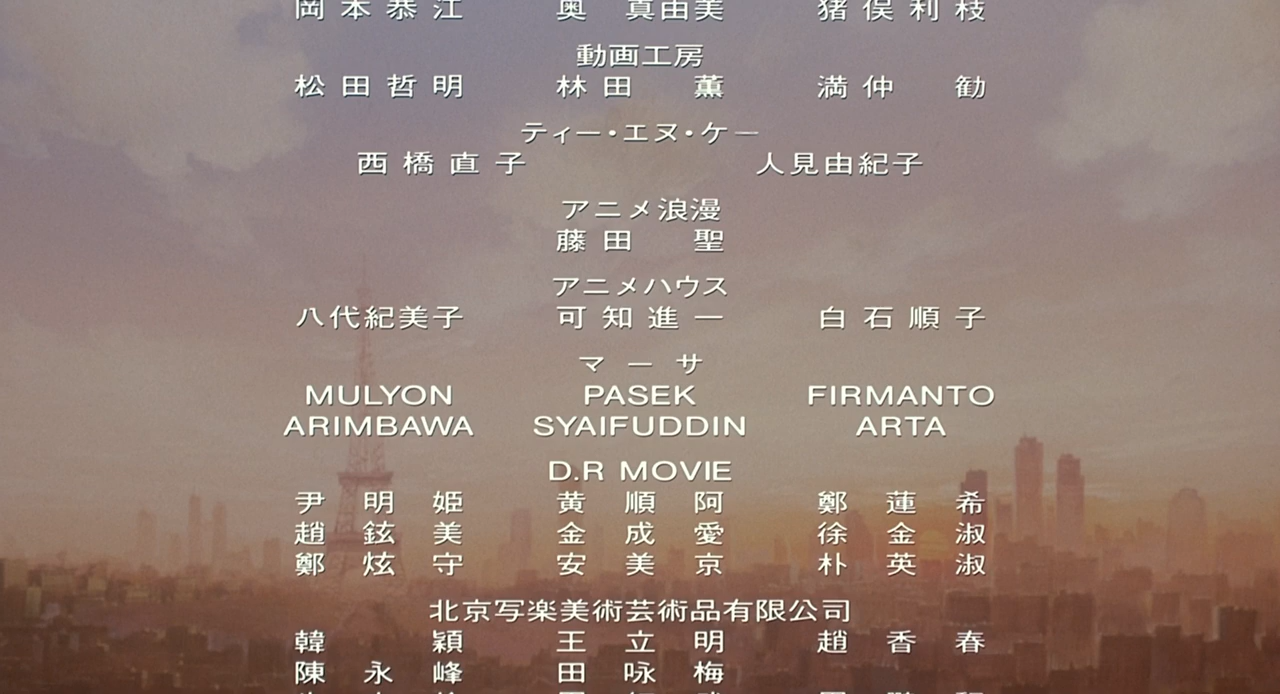 岡本恭江 奥真由美 猪俣利枝
動画工房
松田哲明 林田薫 満仲勧
ティー・エヌ・ケー
西橋直子 人見由紀子
アニメ浪漫
藤田聖
アニメハウス
八代紀美子 可知進一 白石順子
マーサ
MULYON PASEK FIRMANTO
ARIMBAWA SYAIFUDDIN ARTA
D.R MOVIE
尹明姫 黄順阿 鄭蓮希
趙鉉美 金成愛 徐金淑
鄭炫守 安美京 朴英淑
北京写楽美術芸術品有限公司
韓穎 王立明 趙香春
陳永峰 田咏梅